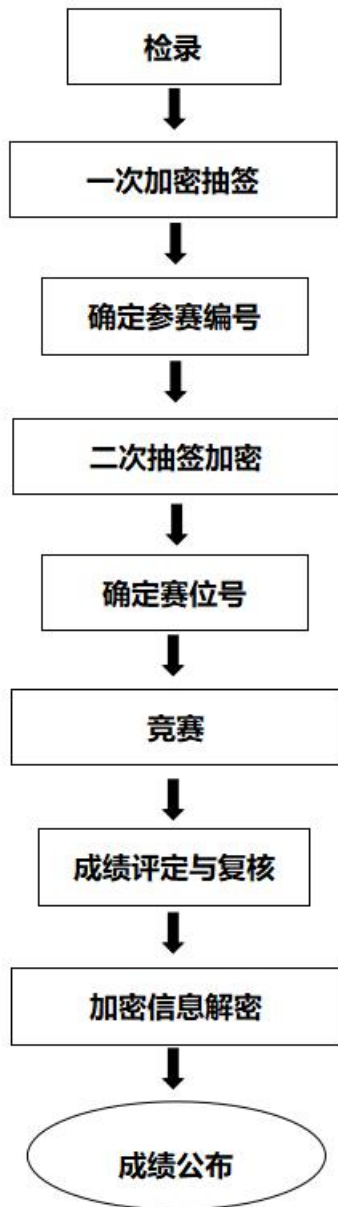 检录
一次加密抽签
确定参赛编号
二次抽签加密
确定赛位号
竞赛
成绩评定与复核
加密信息解密
成绩公布